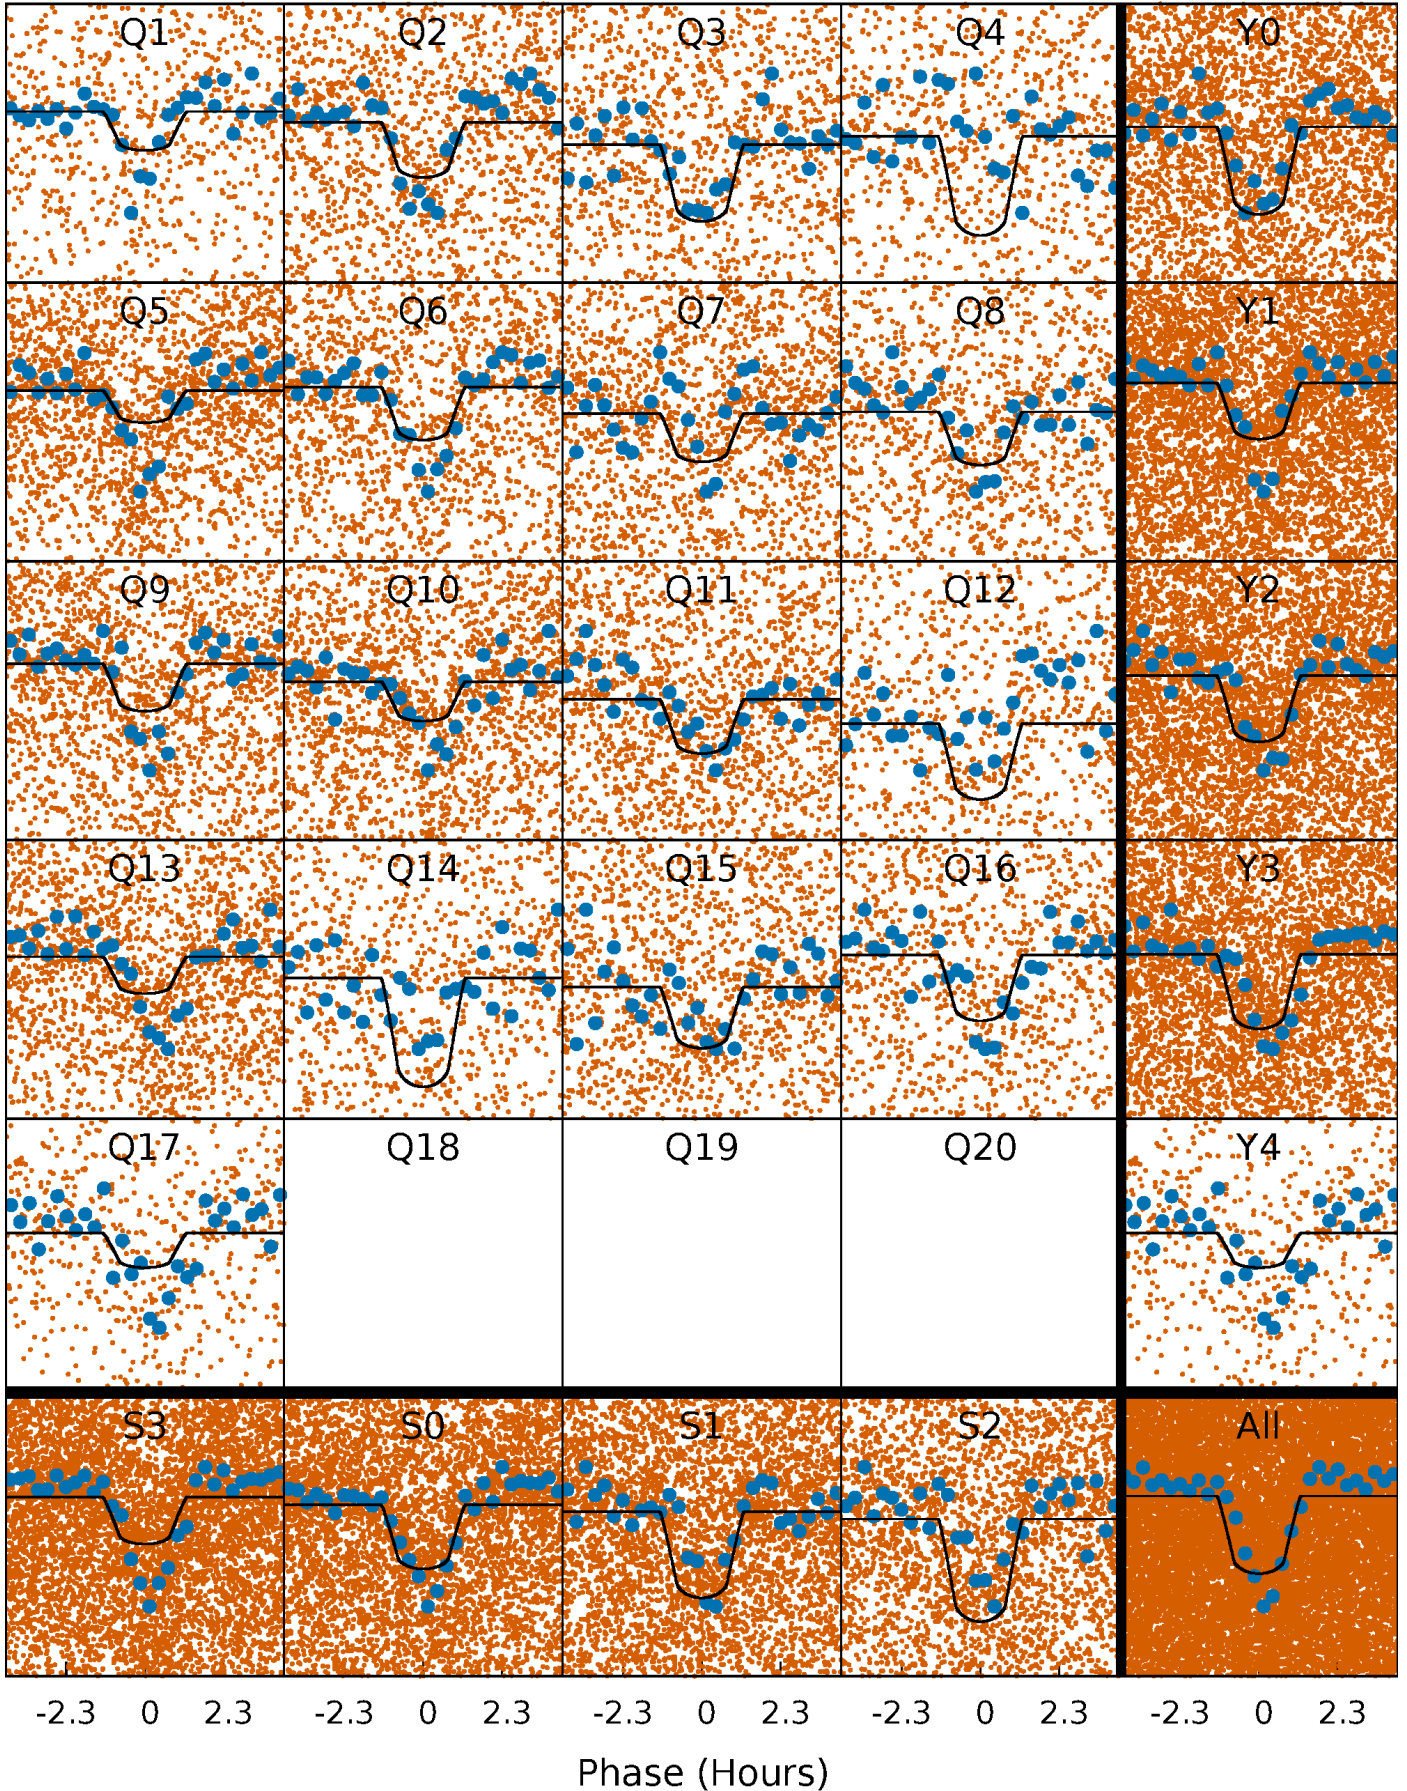 Q1 Q2 Q3 Q4 Y0
Q5 Q6 Q7 Q8 Y1
Q9 Q10 Q11 Q12 Y2
Q13 Q14 Q15 Q16 Y3
Q17 Q18 Q19 Q20 Y4
S3 S0 S1 S2 All
-2.3 0 2.3 -2.3 0 2.3 -2.3 0 2.3 -2.3 0 2.3 -2.3 0 2.3
Phase (Hours)